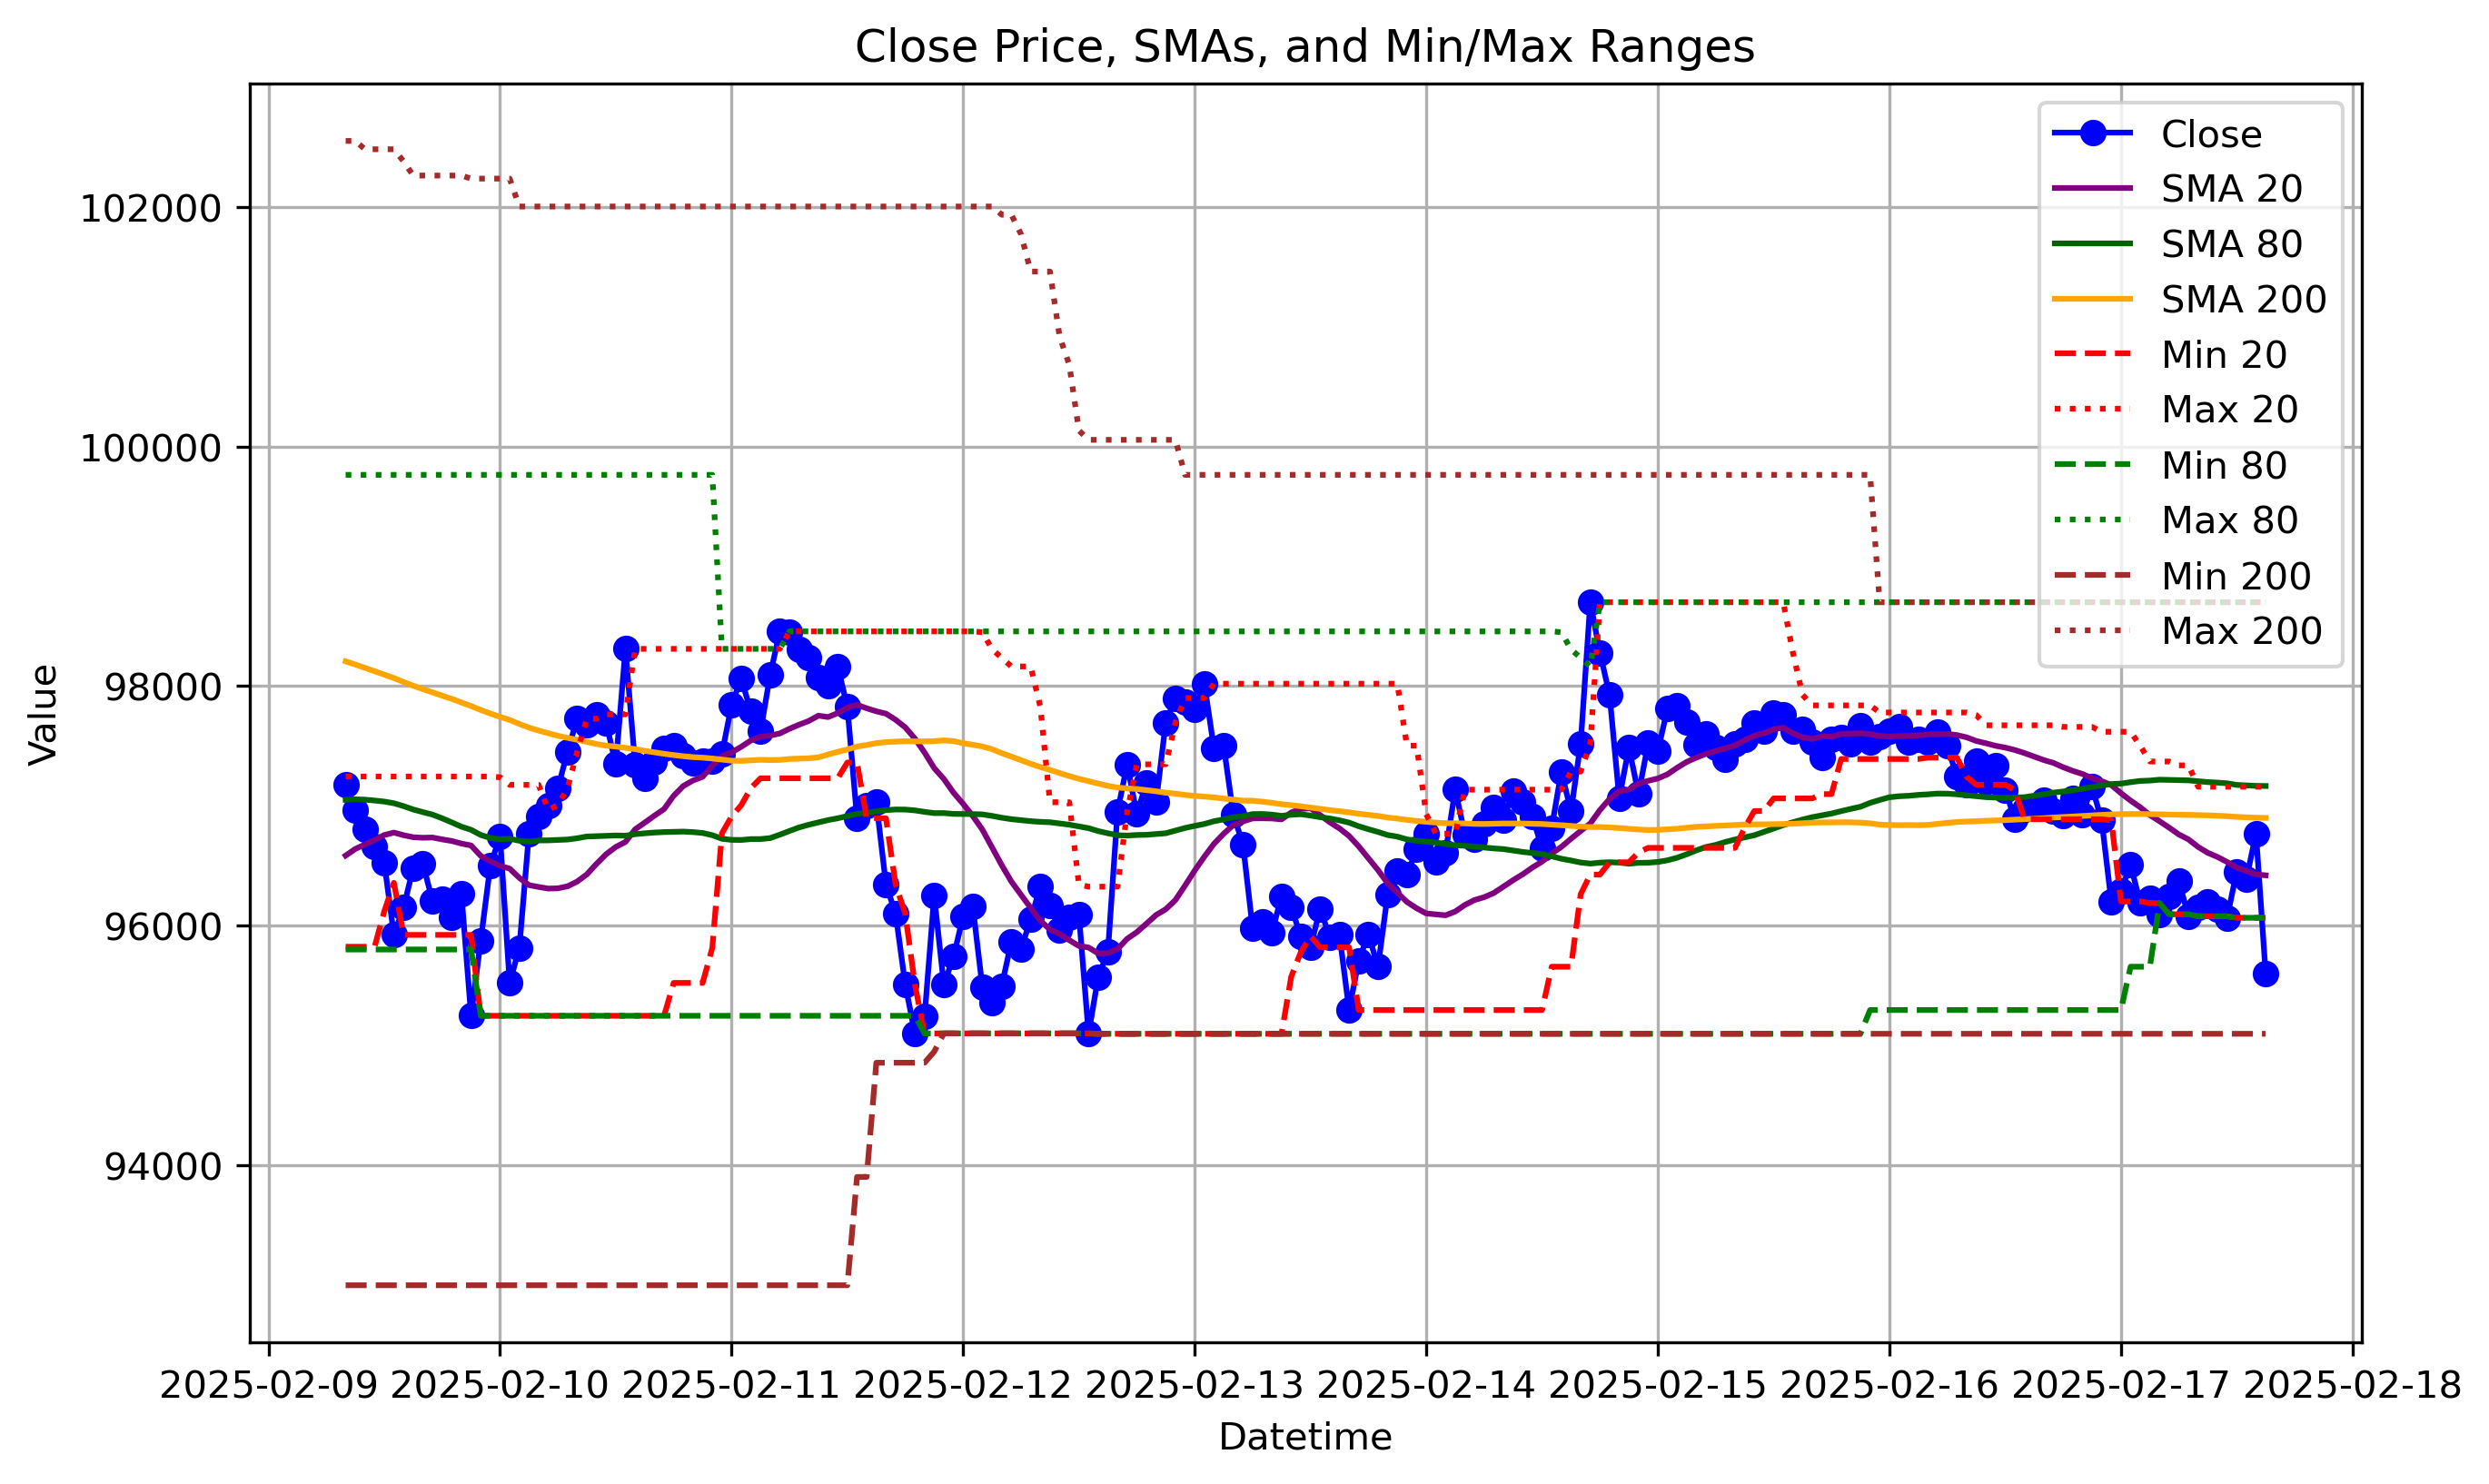 Close Price, SMAs, and Min/Max Ranges
Close
SMA 20
SMA 80
SMA 200
Min 20
Max 20
Min 80
Max 80
Min 200
Max 200
Value
102000
100000
98000
96000
94000
2025-02-09 2025-02-10 2025-02-11 2025-02-12 2025-02-13 2025-02-14 2025-02-15 2025-02-16 2025-02-17 2025-02-18
Datetime